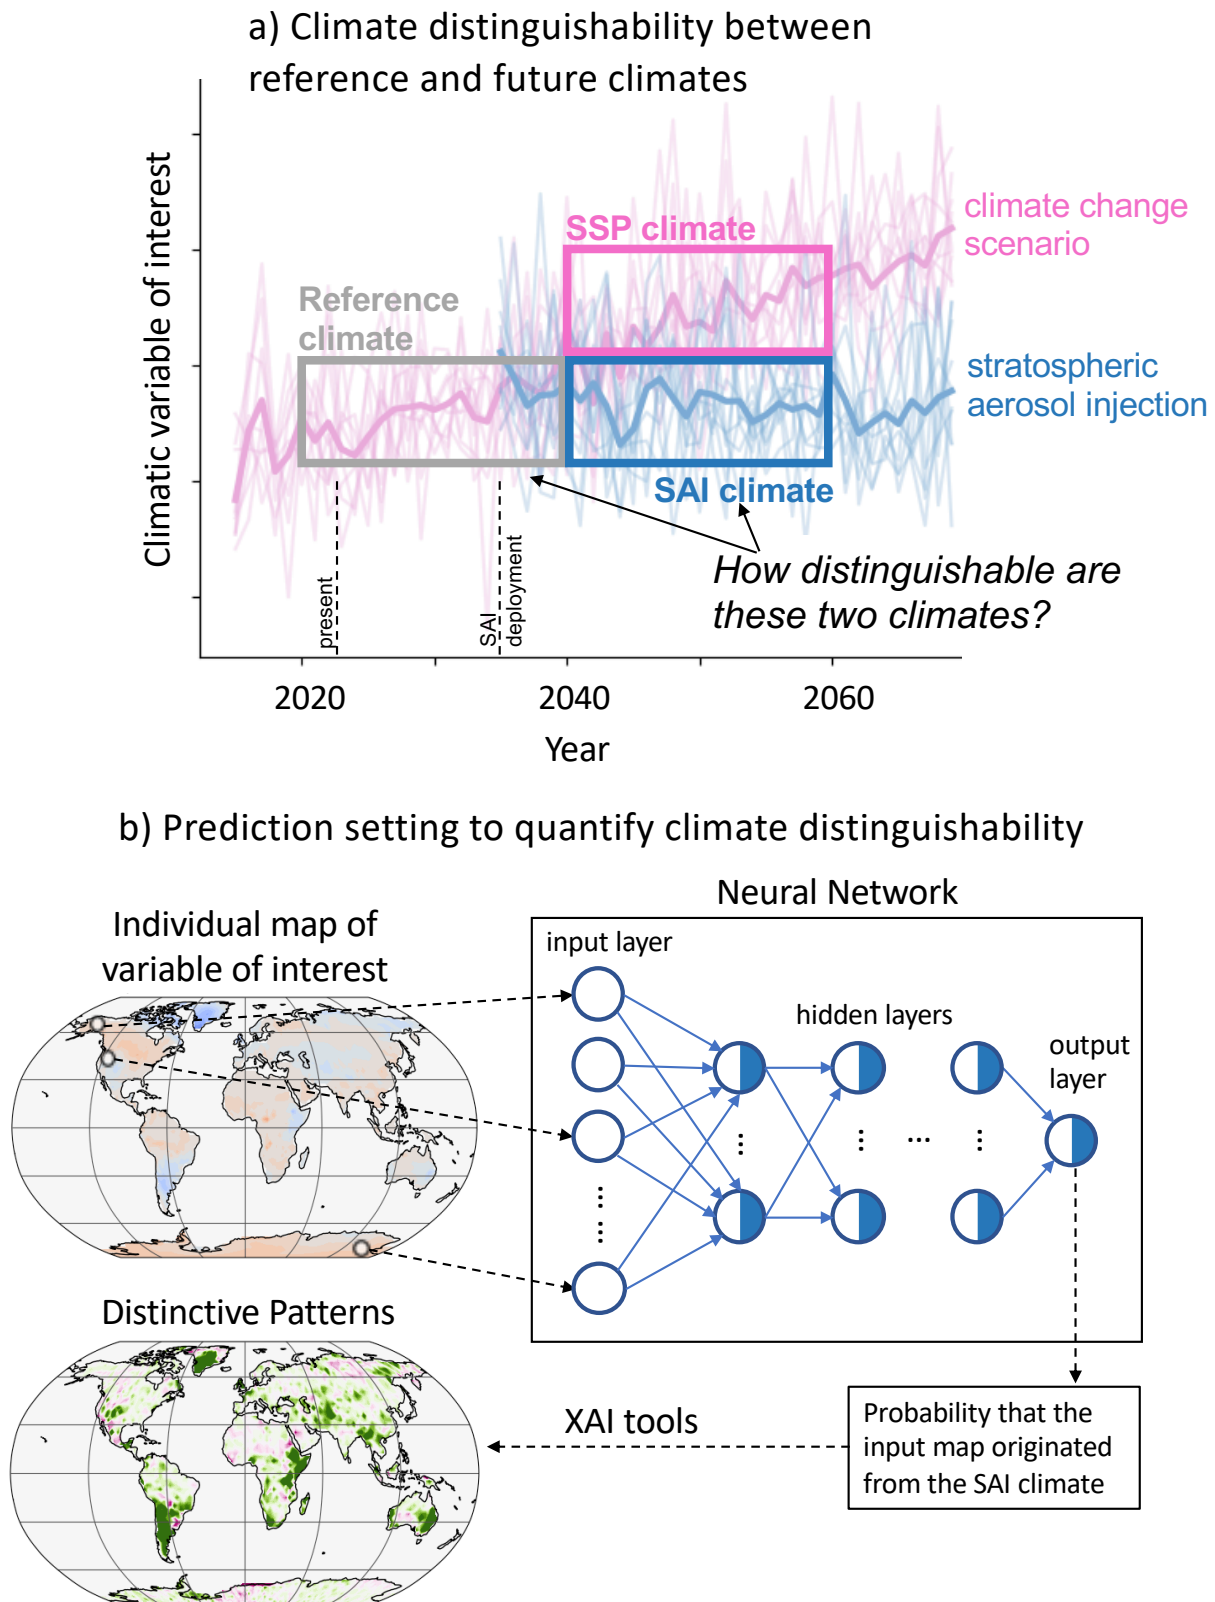 a) Climate distinguishability between
reference and future climates
Climatic variable of interest
SSP climate
climate change
scenario
Reference
climate
stratospheric
aerosol injection
SAI climate
How distinguishable are
these two climates?
present
SAI
deployment
2020
2040
2060
Year
b) Prediction setting to quantify climate distinguishability
Neural Network
Individual map of
variable of interest
input layer
hidden layers
output
layer
Distinctive Patterns
XAI tools
Probability that the
input map originated
from the SAI climate